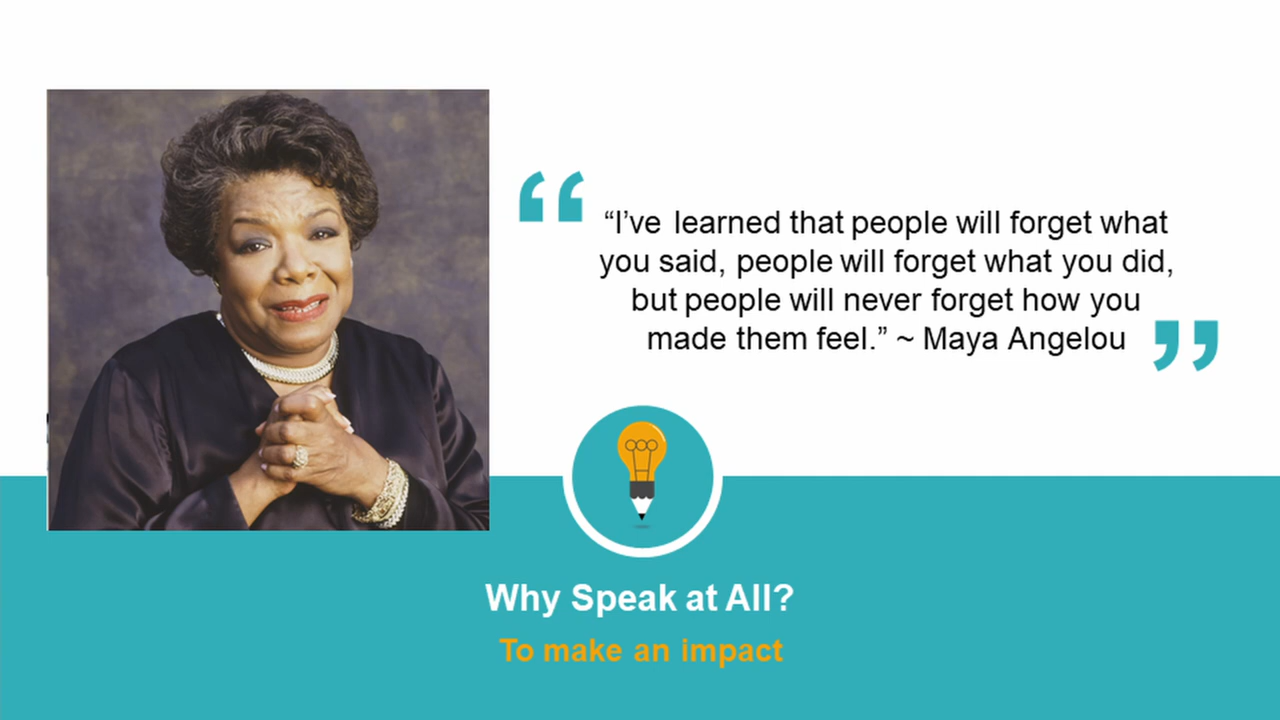 “I’ve learned that people will forget what
you said, people will forget what you did,
but people will never forget how you
made them feel.” ~ Maya Angelou
Why Speak at All?
To make an impact